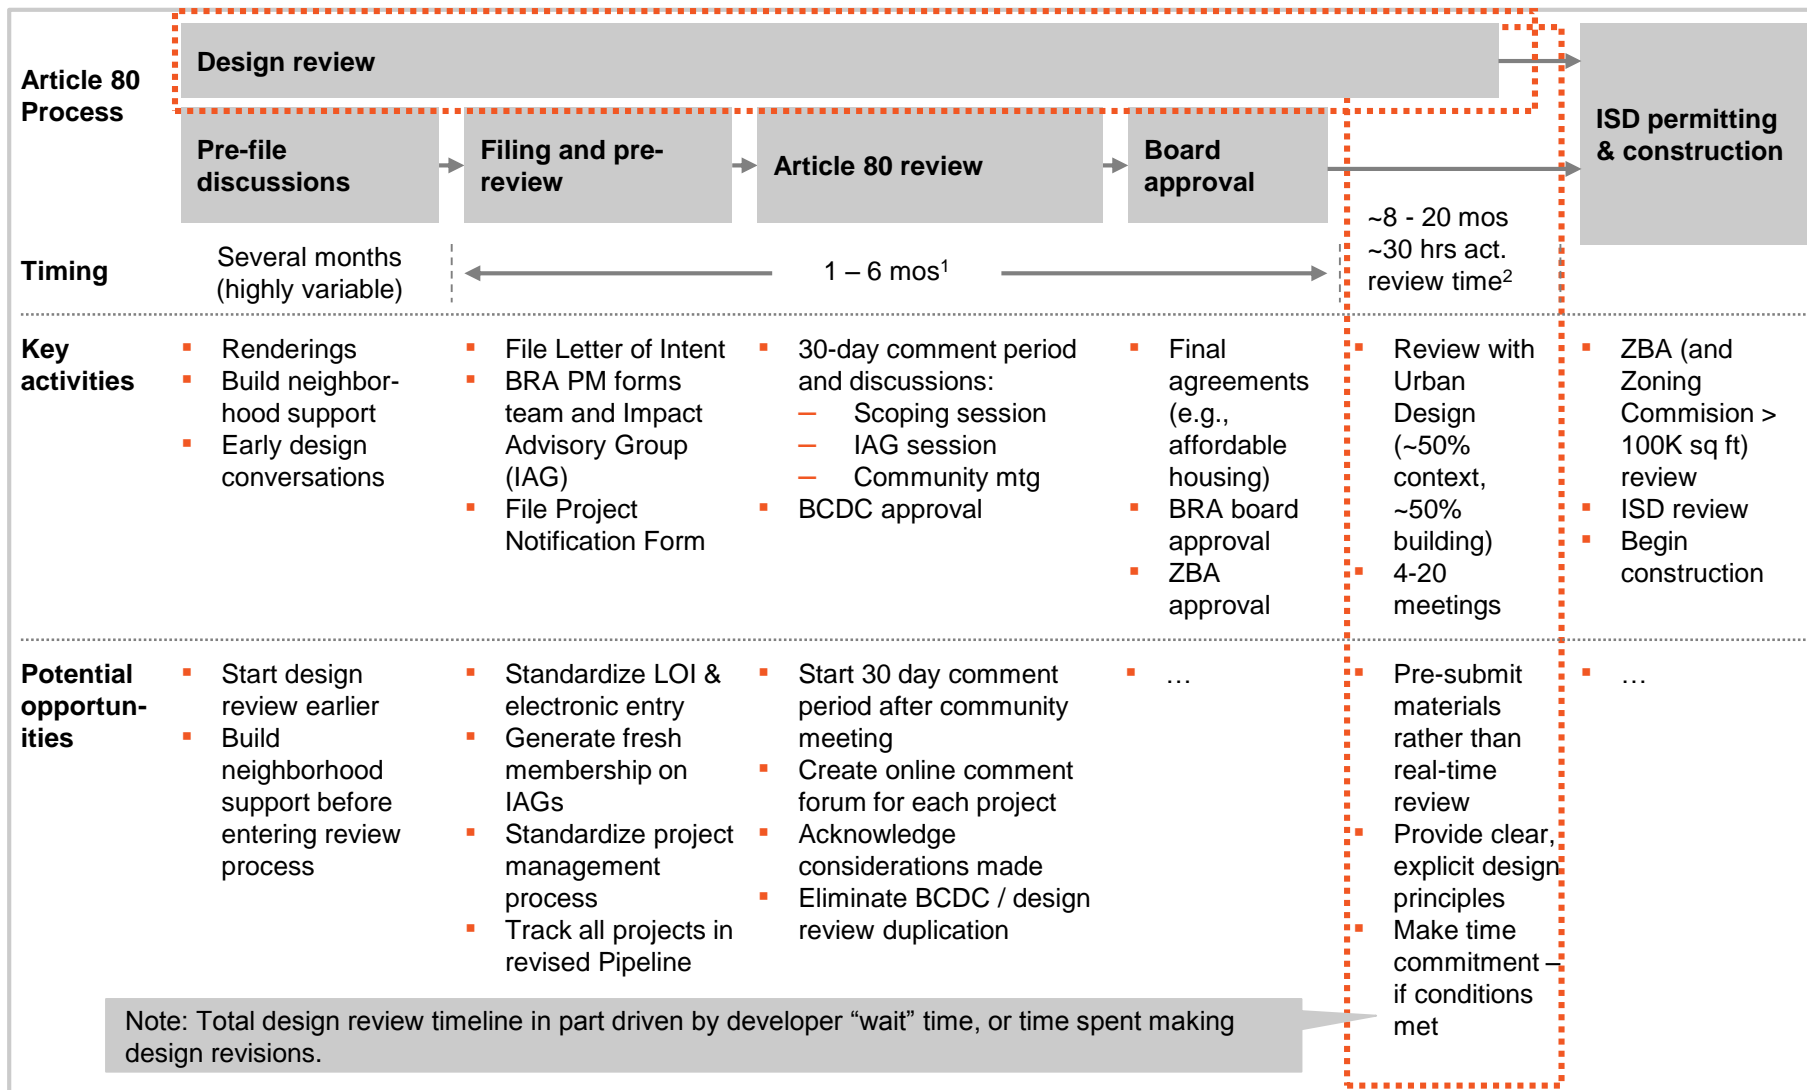 Article 80
Process
Design review
Pre-file
discussions
Filing and pre-
review
Article 80 review
Board
approval
ISD permitting
& construction
Timing
Several months
(highly variable)
1 – 6 mos1
~8 - 20 mos
~30 hrs act.
review time2
Key
activities
▪ Renderings
▪ Build neighbor-
hood support
▪ Early design
conversations
▪ File Letter of Intent
▪ BRA PM forms
team and Impact
Advisory Group
(IAG)
▪ File Project
Notification Form
▪ 30-day comment period
and discussions:
– Scoping session
– IAG session
– Community mtg
▪ BCDC approval
▪ Final
agreements
(e.g.,
affordable
housing)
▪ BRA board
approval
▪ ZBA
approval
▪ Review with
Urban
Design
(~50%
context,
~50%
building)
▪ 4-20
meetings
▪ ZBA (and
Zoning
Commision >
100K sq ft)
review
▪ ISD review
▪ Begin
construction
Potential
opportun-
ities
▪ Start design
review earlier
▪ Build
neighborhood
support before
entering review
process
▪ Standardize LOI &
electronic entry
▪ Generate fresh
membership on
IAGs
▪ Standardize project
management
process
▪ Track all projects in
revised Pipeline
▪ Start 30 day comment
period after community
meeting
▪ Create online comment
forum for each project
▪ Acknowledge
considerations made
▪ Eliminate BCDC / design
review duplication
▪ …
▪ Pre-submit
materials
rather than
real-time
review
▪ Provide clear,
explicit design
principles
▪ Make time
commitment –
if conditions
met
▪ …
Note: Total design review timeline in part driven by developer “wait” time, or time spent making
design revisions.